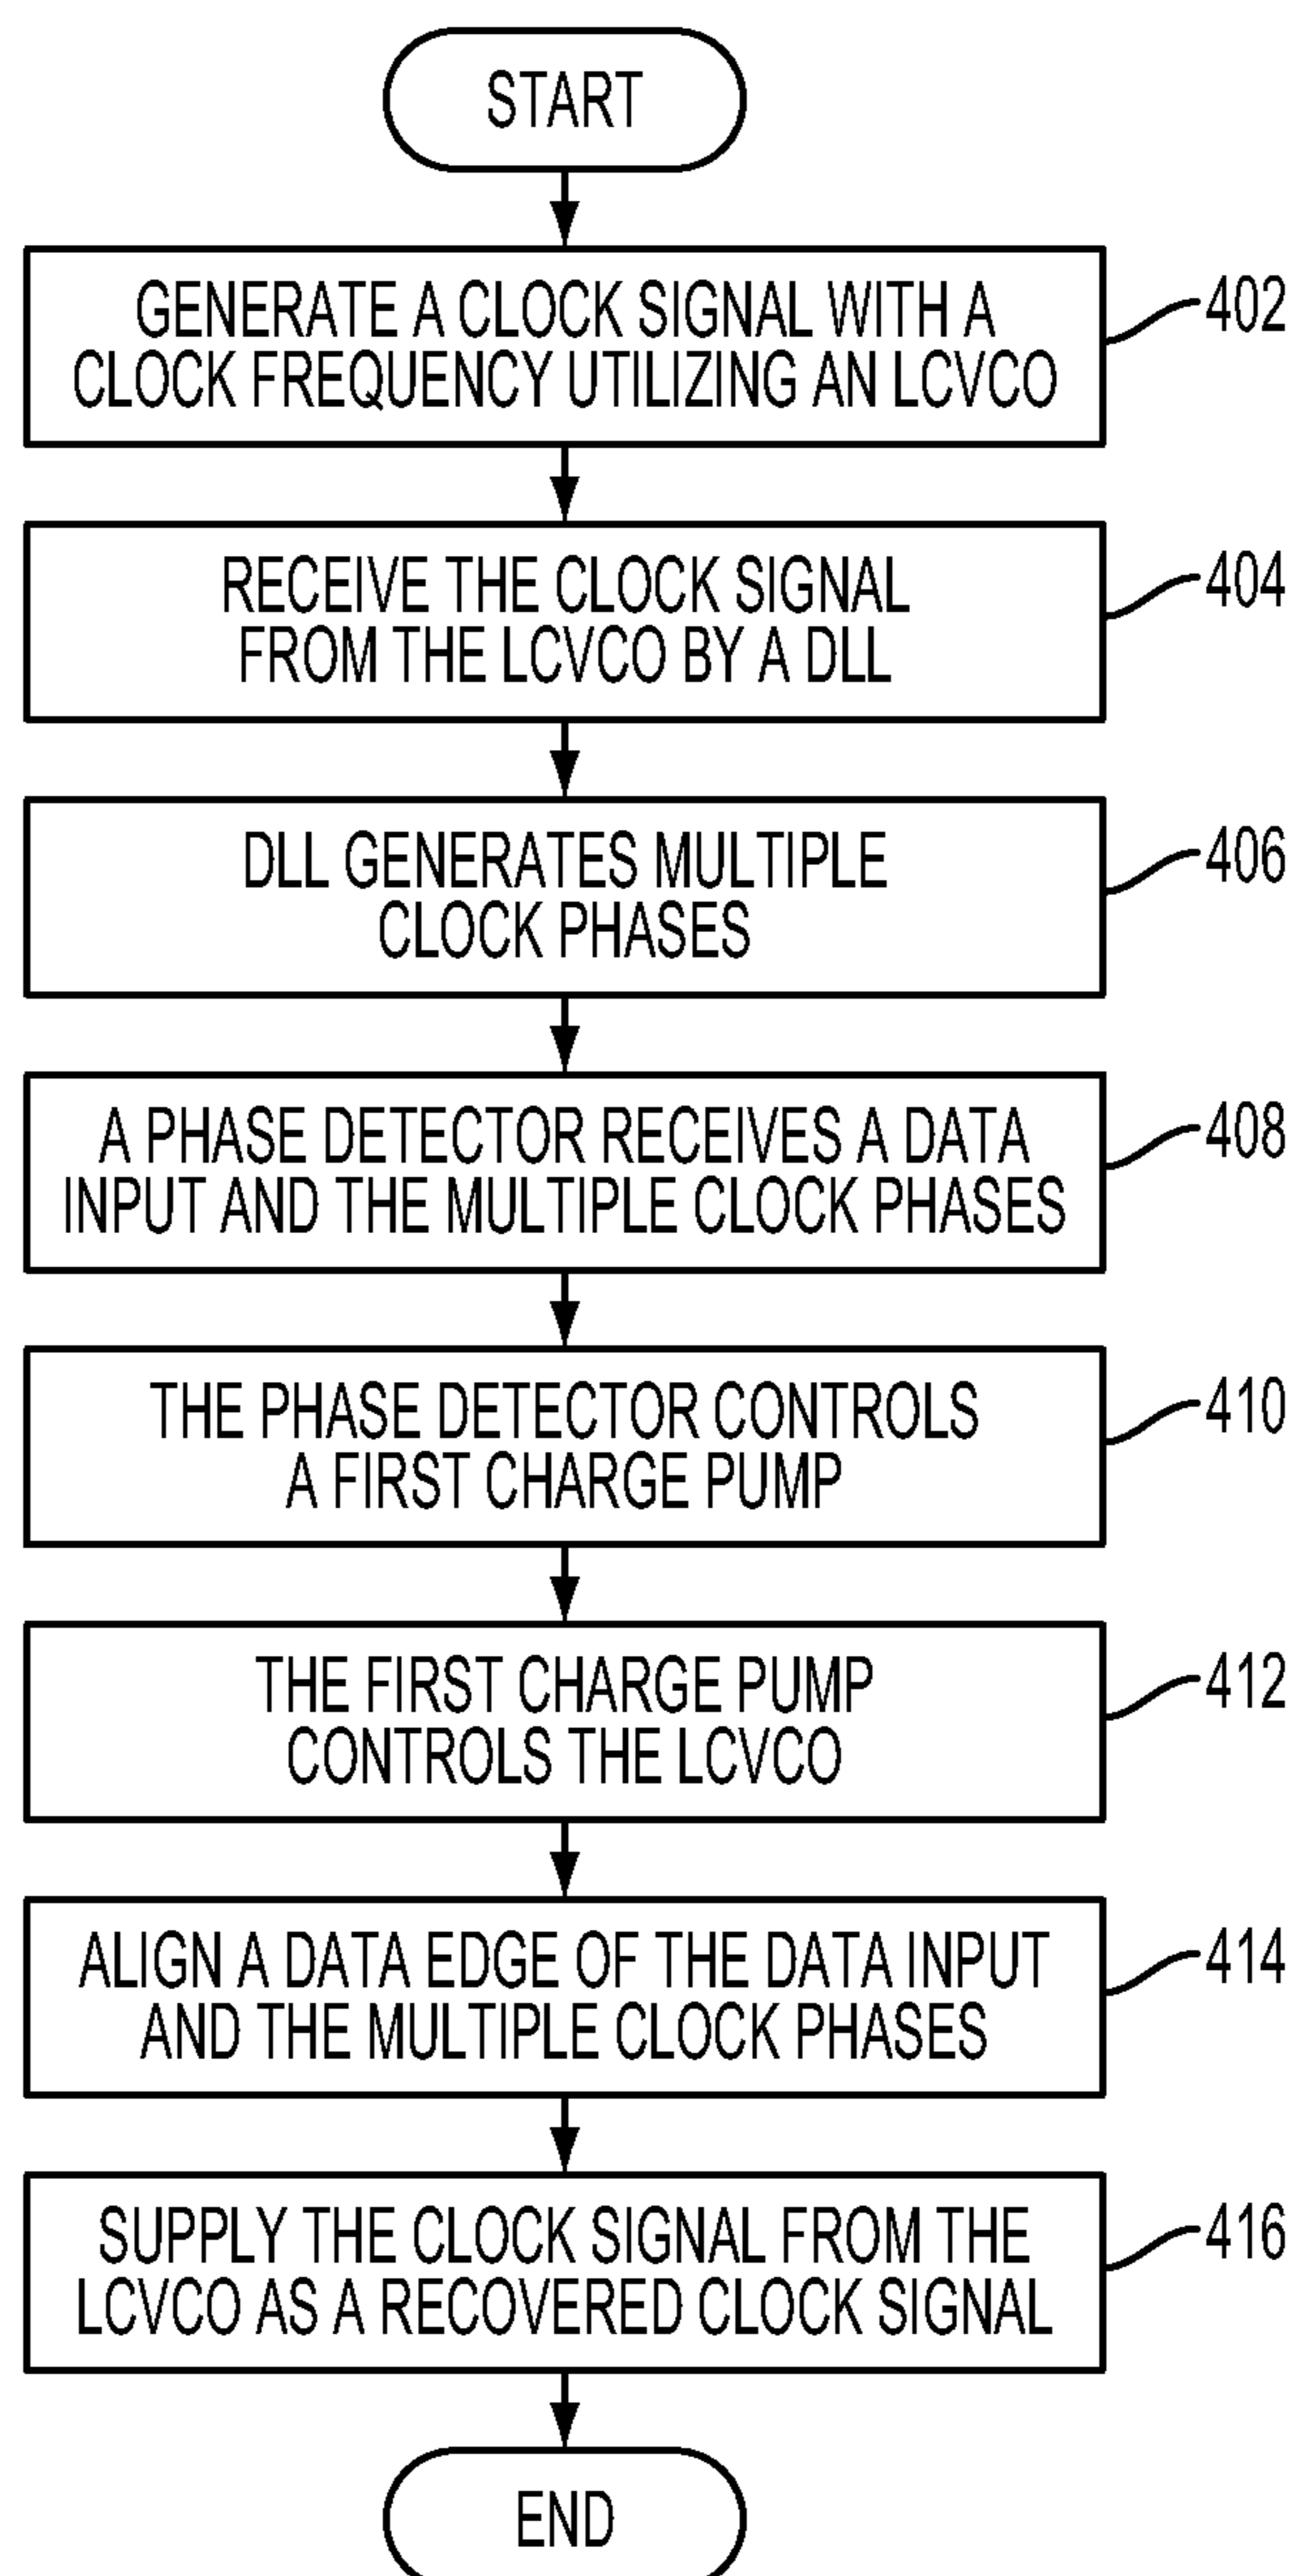 START
GENERATE A CLOCK SIGNAL WITH A
CLOCK FREQUENCY UTILIZING AN LCVCO
402
RECEIVE THE CLOCK SIGNAL
FROM THE LCVCO BY A DLL
404
DLL GENERATES MULTIPLE
CLOCK PHASES
406
A PHASE DETECTOR RECEIVES A DATA
INPUT AND THE MULTIPLE CLOCK PHASES
408
THE PHASE DETECTOR CONTROLS
A FIRST CHARGE PUMP
410
THE FIRST CHARGE PUMP
CONTROLS THE LCVCO
412
ALIGN A DATA EDGE OF THE DATA INPUT
AND THE MULTIPLE CLOCK PHASES
414
SUPPLY THE CLOCK SIGNAL FROM THE
LCVCO AS A RECOVERED CLOCK SIGNAL
416
END